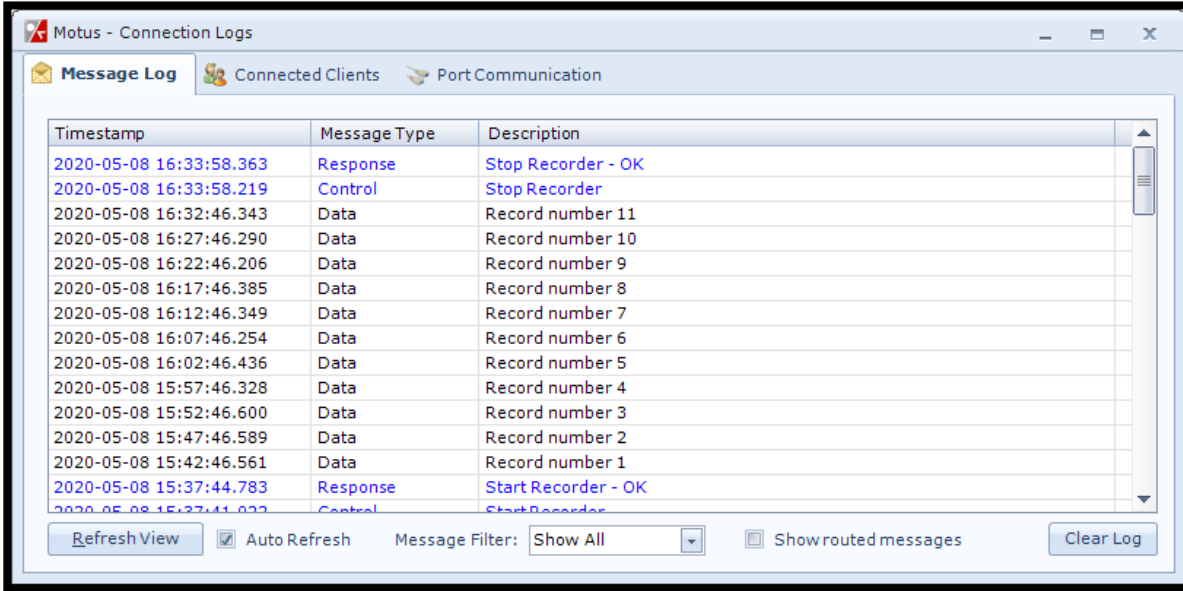 Motus - Connection Logs
Message Log Connected Clients Port Communication
Timestamp Message Type Description
2020-05-08 16:33:58.363 Response Stop Recorder - OK
2020-05-08 16:33:58.219 Control Stop Recorder
2020-05-08 16:32:46.343 Data Record number 11
2020-05-08 16:27:46.290 Data Record number 10
2020-05-08 16:22:46.206 Data Record number 9
2020-05-08 16:17:46.385 Data Record number 8
2020-05-08 16:12:46.349 Data Record number 7
2020-05-08 16:07:46.254 Data Record number 6
2020-05-08 16:02:46.436 Data Record number 5
2020-05-08 15:57:46.328 Data Record number 4
2020-05-08 15:52:46.600 Data Record number 3
2020-05-08 15:47:46.589 Data Record number 2
2020-05-08 15:42:46.561 Data Record number 1
2020-05-08 15:37:44.783 Response Start Recorder - OK
2020-05-08 Control Start Recorder
Refresh View Auto Refresh Message Filter: Show All Show routed messages Clear Log